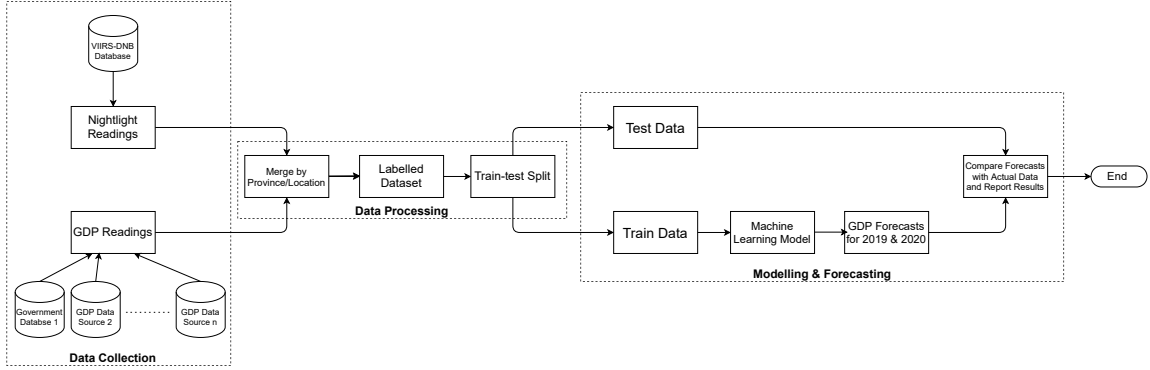 VIIRS-DNB
Database
Nightlight
Readings
GDP Readings
Government
Databse 1
GDP Data
Source 2
GDP Data
Source n
Data Collection
Merge by
Province/Location
Labelled
Dataset
Train-test Split
Data Processing
Test Data
Train Data
Machine
Learning Model
GDP Forecasts
for 2019 & 2020
Compare Forecasts
with Actual Data
and Report Results
Modelling & Forecasting
End